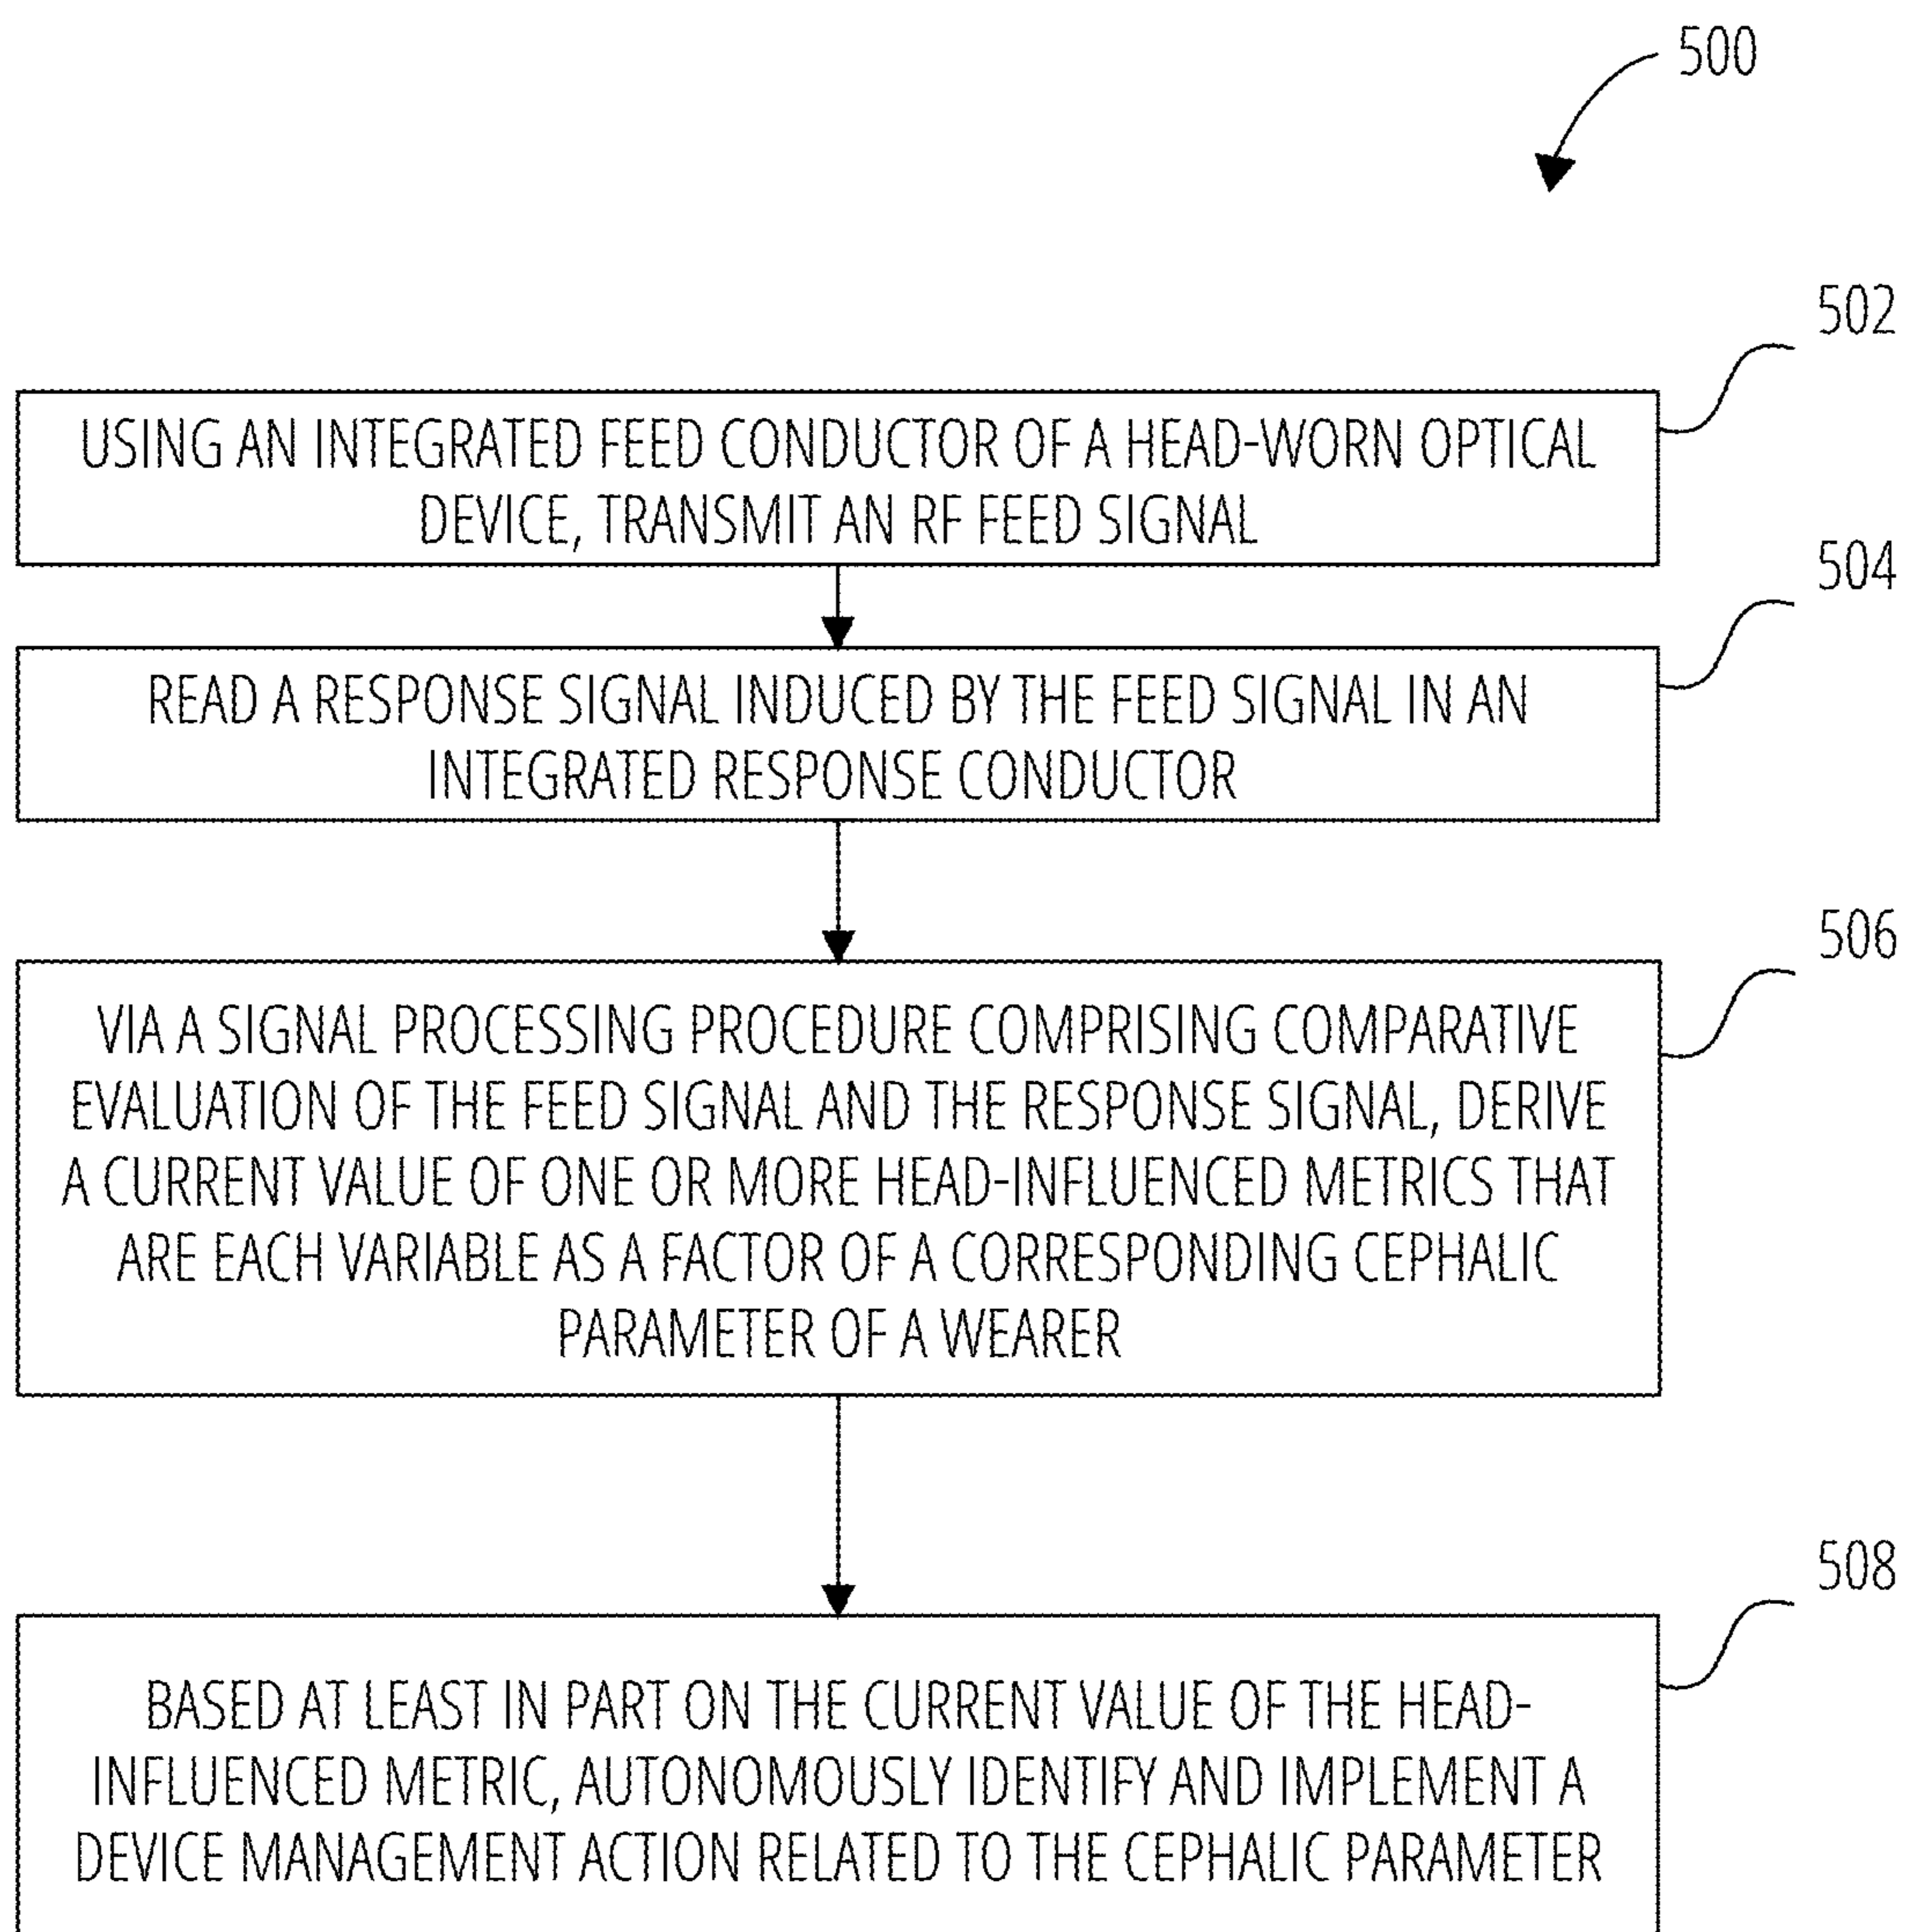 500
502
USING AN INTEGRATED FEED CONDUCTOR OF A HEAD-WORN OPTICAL
DEVICE, TRANSMIT AN RF FEED SIGNAL
504
READ A RESPONSE SIGNAL INDUCED BY THE FEED SIGNAL IN AN
INTEGRATED RESPONSE CONDUCTOR
506
VIA A SIGNAL PROCESSING PROCEDURE COMPRISING COMPARATIVE
EVALUATION OF THE FEED SIGNAL AND THE RESPONSE SIGNAL, DERIVE
A CURRENT VALUE OF ONE OR MORE HEAD-INFLUENCED METRICS THAT
ARE EACH VARIABLE AS A FACTOR OF A CORRESPONDING CEPHALIC
PARAMETER OF A WEARER
508
BASED AT LEAST IN PART ON THE CURRENT VALUE OF THE HEAD-
INFLUENCED METRIC, AUTONOMOUSLY IDENTIFY AND IMPLEMENT A
DEVICE MANAGEMENT ACTION RELATED TO THE CEPHALIC PARAMETER